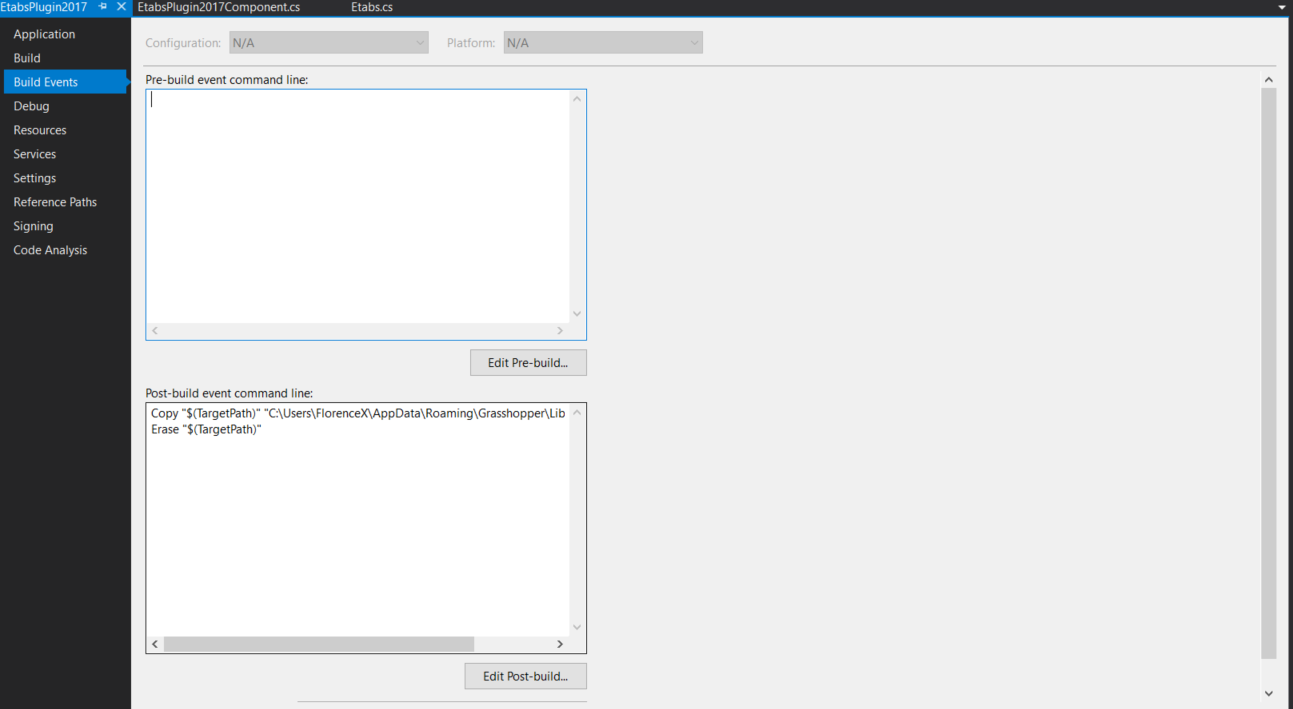 EtabsPlugin2017
EtabsPlugin2017Component.cs
Etabs.cs
Application
Build
Build Events
Debug
Resources
Services
Settings
Reference Paths
Signing
Code Analysis
Configuration: N/A
Platform: N/A
Pre-build event command line:
Edit Pre-build...
Post-build event command line:
Copy "$(TargetPath)" "C:\Users\FlorenceX\AppData\Roaming\Grasshopper\Lib
Erase "$(TargetPath)"
Edit Post-build...